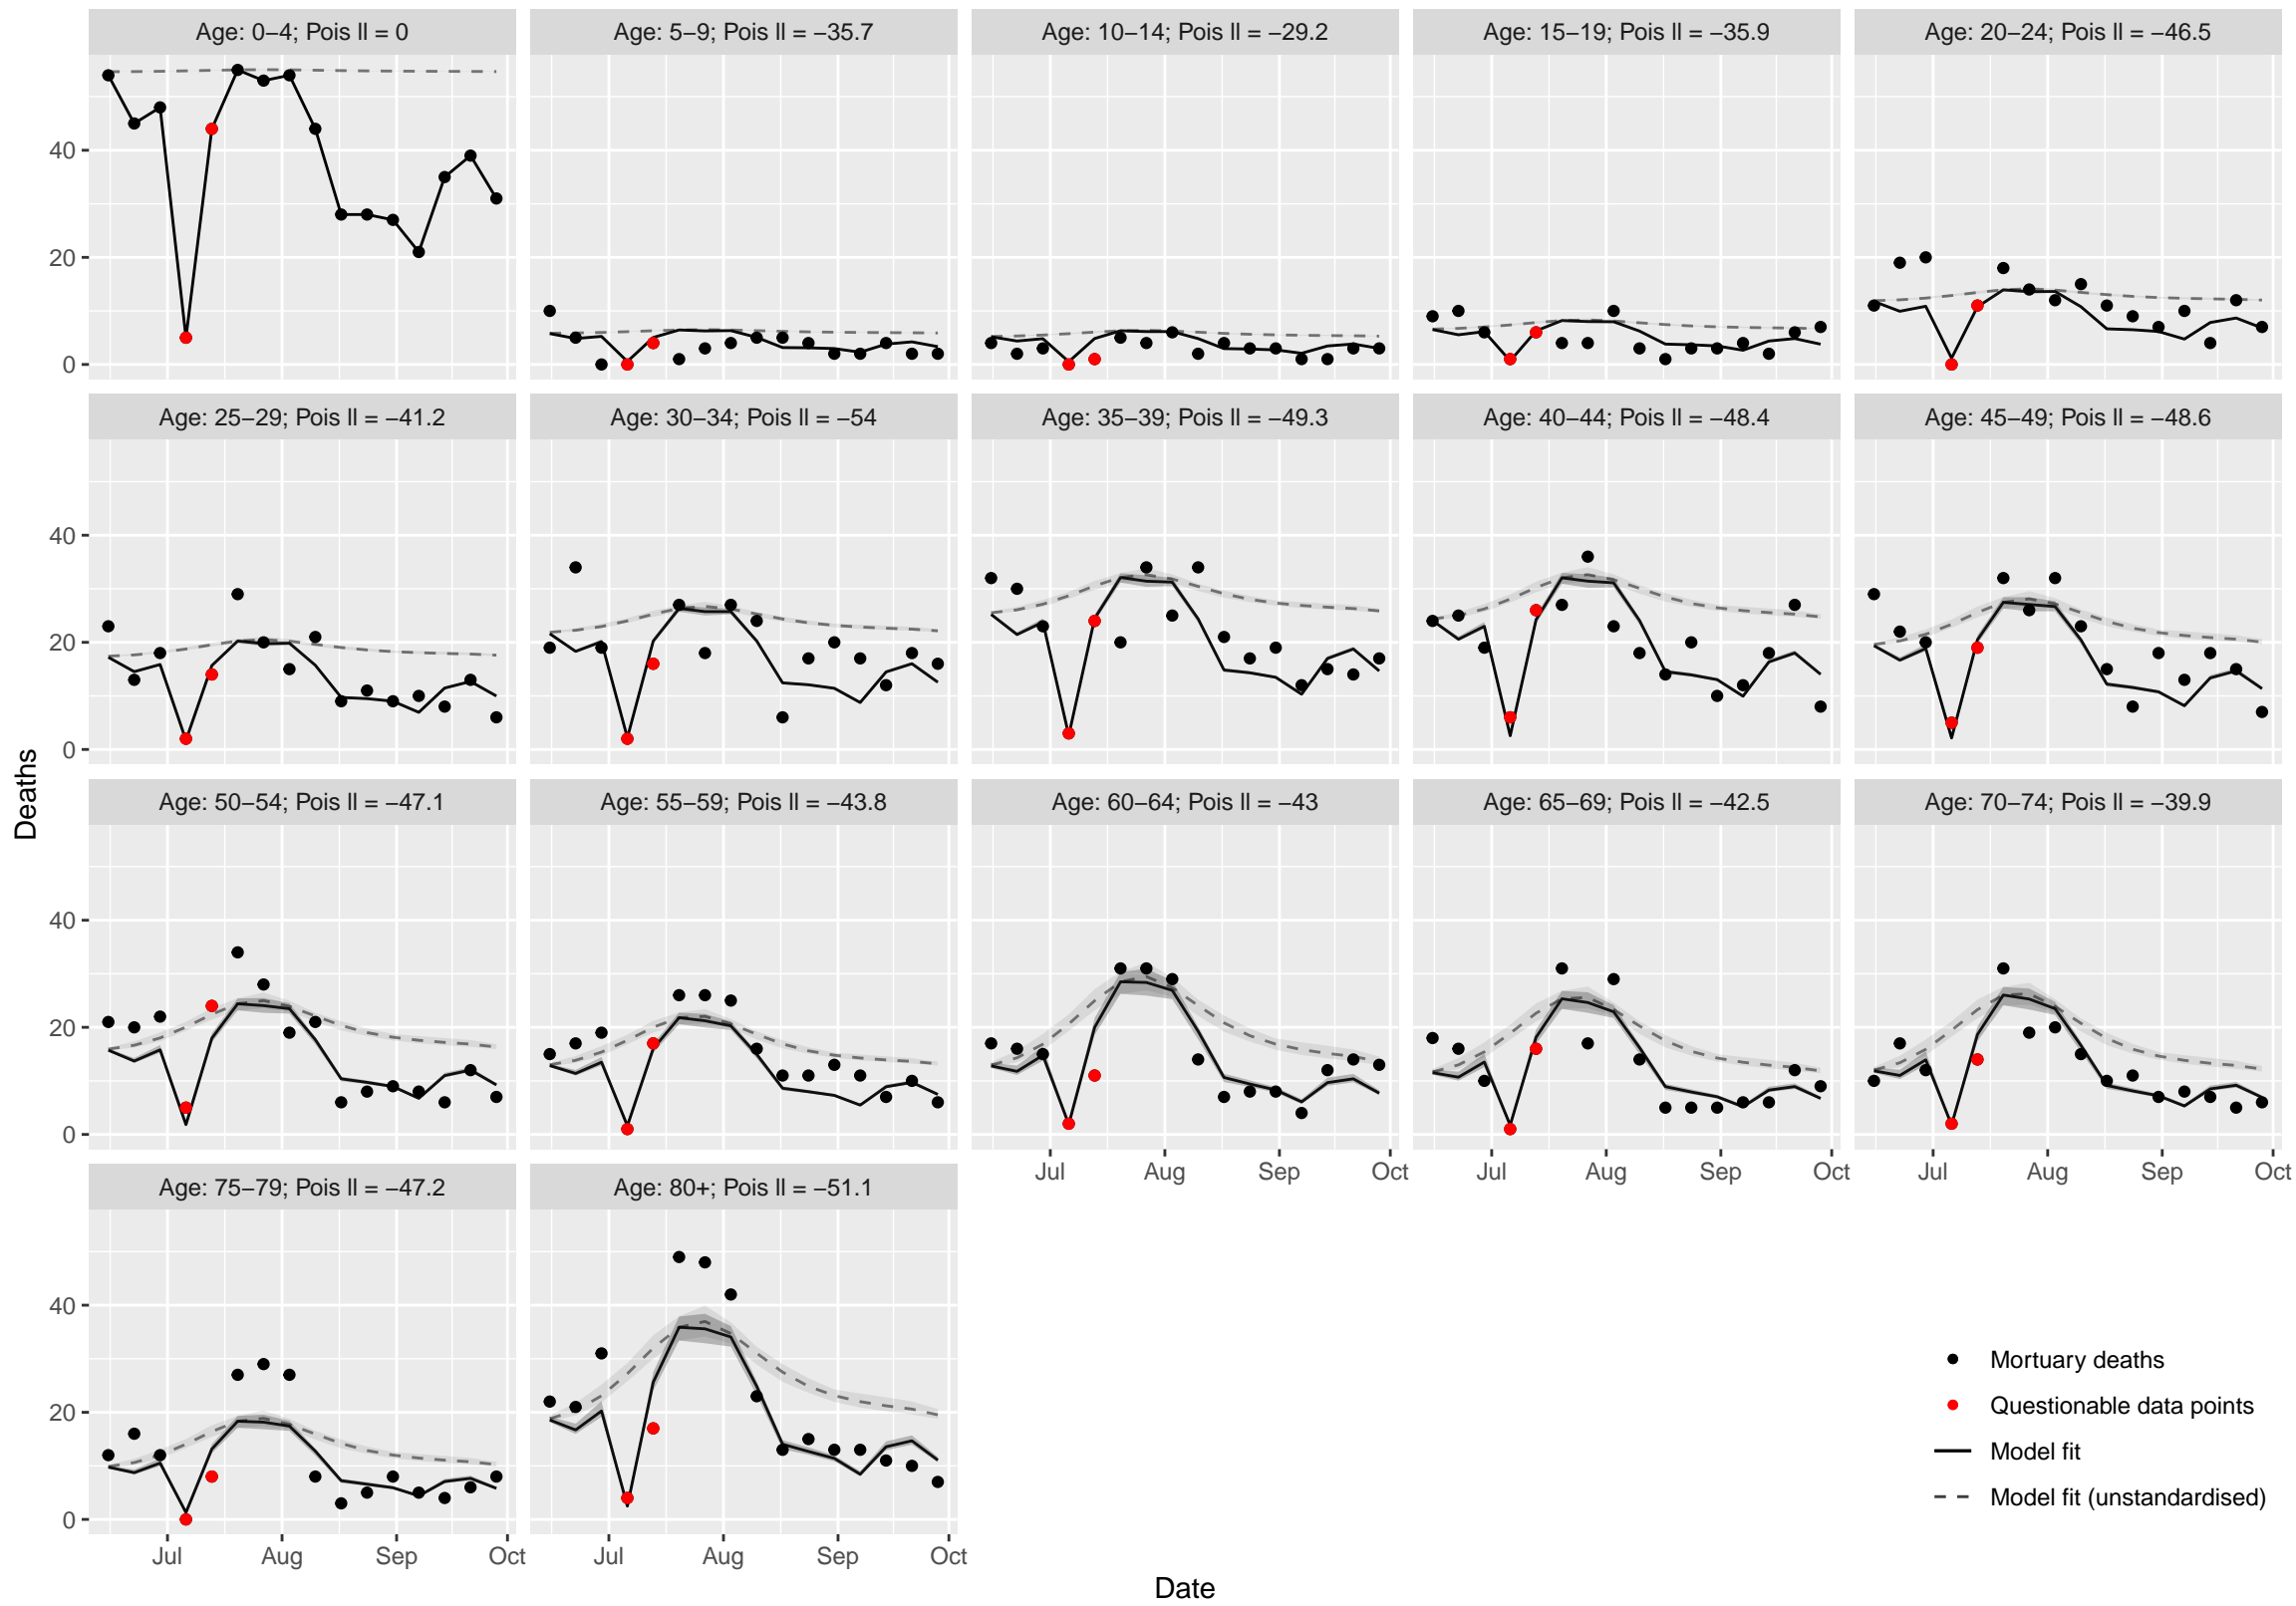 Age: 0−4; Pois ll = 0
Age: 5−9; Pois ll = −35.7
Age: 10−14; Pois ll = −29.2
Age: 15−19; Pois ll = −35.9
Age: 20−24; Pois ll = −46.5
40
20
0
Age: 25−29; Pois ll = −41.2
Age: 30−34; Pois ll = −54
Age: 35−39; Pois ll = −49.3
Age: 40−44; Pois ll = −48.4
Age: 45−49; Pois ll = −48.6
40
20
0
Deaths
Age: 50−54; Pois ll = −47.1
Age: 55−59; Pois ll = −43.8
Age: 60−64; Pois ll = −43
Age: 65−69; Pois ll = −42.5
Age: 70−74; Pois ll = −39.9
40
20
0
Jul Aug Sep Oct
Jul Aug Sep Oct
Jul Aug Sep Oct
Age: 75−79; Pois ll = −47.2
Age: 80+; Pois ll = −51.1
40
20
0
Jul Aug Sep Oct
Jul Aug Sep Oct
Mortuary deaths
Questionable data points
Model fit
Model fit (unstandardised)
Date